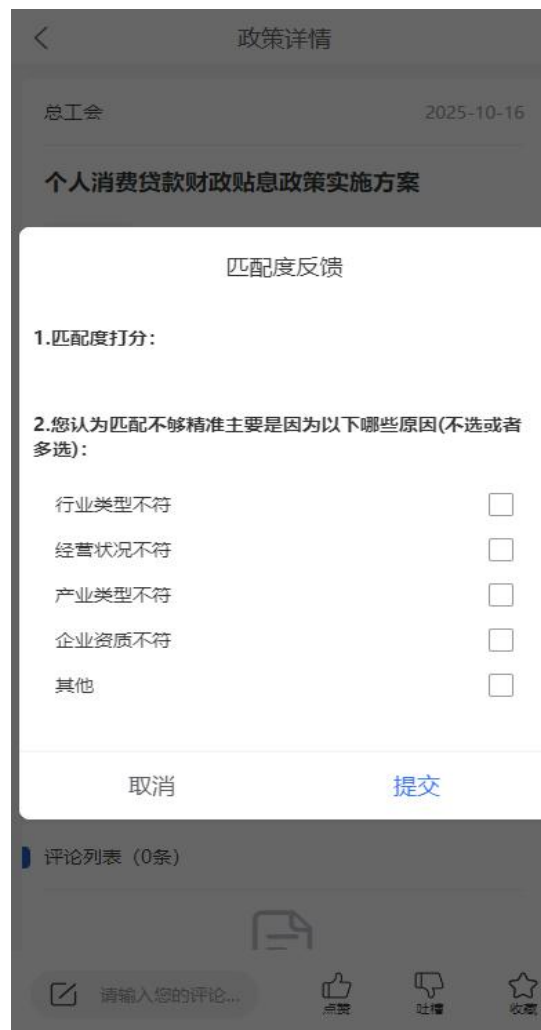 政策详情
总工会
2025-10-16
个人消费贷款财政贴息政策实施方案
匹配度反馈
1.匹配度打分：
2.您认为匹配不够精准主要是因为以下哪些原因(不选或者
多选)：
行业类型不符
经营状况不符
产业类型不符
企业资质不符
其他
取消
提交
评论列表（0条）
请输入您的评论...
点赞
吐槽
收藏